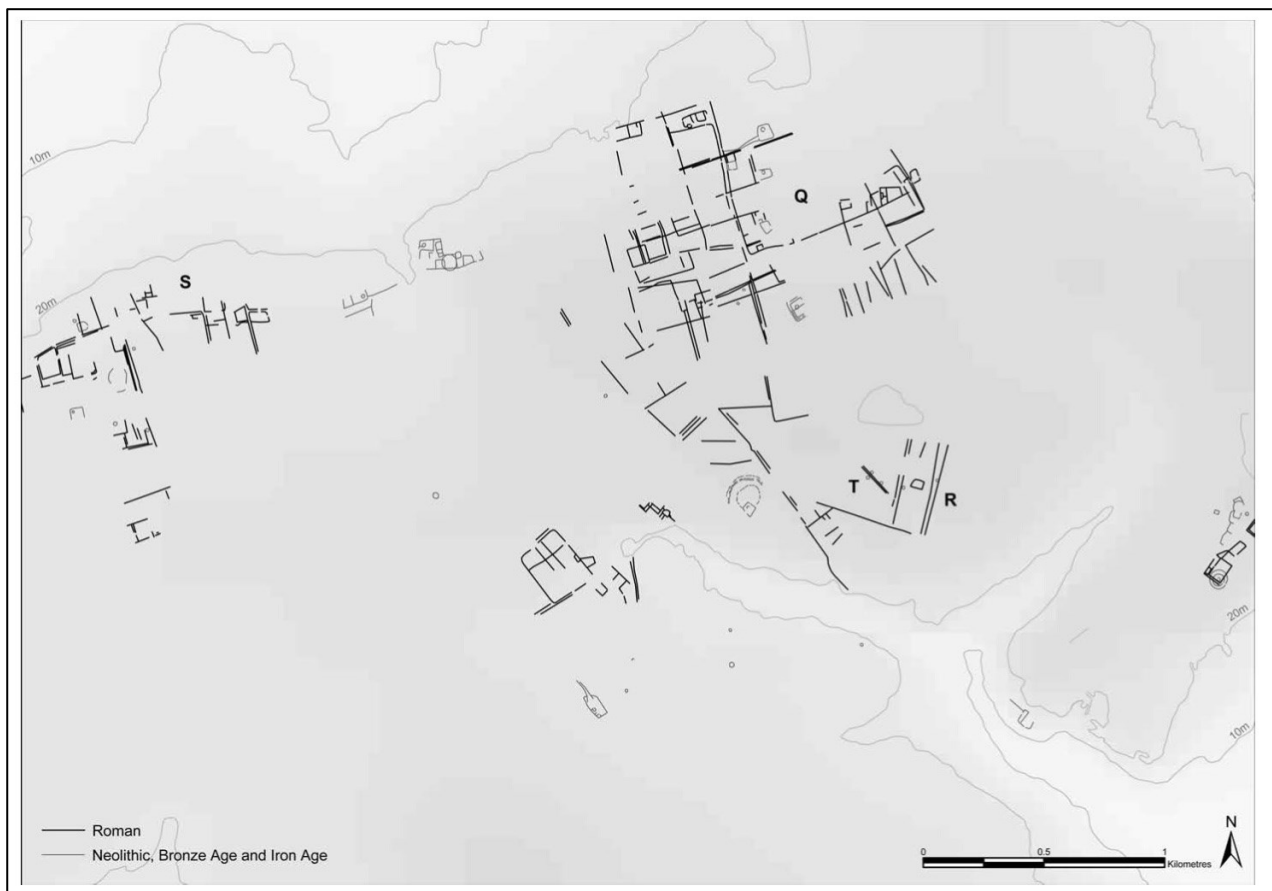 10m
Q
S
20m
T
R
20m
10m
Roman
Neolithic, Bronze Age and Iron Age
N
0 0.5 1
Kilometres